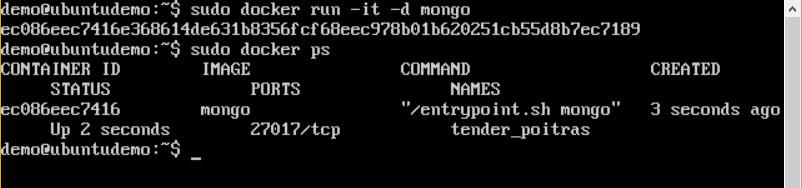 demo@ubuntudemo:~$ sudo docker run -it -d mongo
ec086eec7416e368614de631b8356fcf68eec978b01b620251cb55d8b7ec7189
demo@ubuntudemo:~$ sudo docker ps
CONTAINER ID IMAGE COMMAND CREATED
STATUS PORTS NAMES
ec086eec7416 mongo "/entrypoint.sh mongo" 3 seconds ago
Up 2 seconds 27017/tcp tender_poitras
demo@ubuntudemo:~$ _